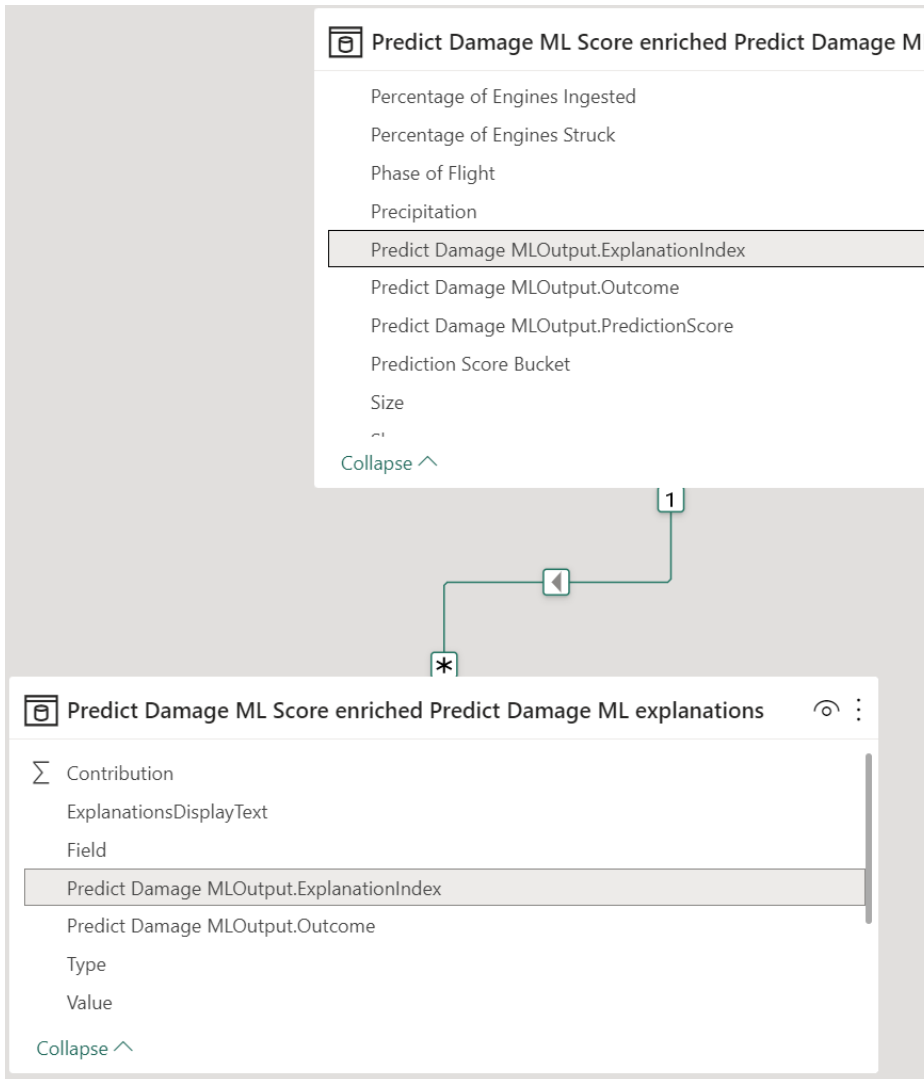 Predict Damage ML Score enriched Predict Damage M
Percentage of Engines Ingested
Percentage of Engines Struck
Phase of Flight
Precipitation
Predict Damage MLOutput.ExplanationIndex
Predict Damage MLOutput.Outcome
Predict Damage MLOutput.PredictionScore
Prediction Score Bucket
Size
Collapse
1
*
Predict Damage ML Score enriched Predict Damage ML explanations
Contribution
ExplanationsDisplayText
Field
Predict Damage MLOutput.ExplanationIndex
Predict Damage MLOutput.Outcome
Type
Value
Collapse